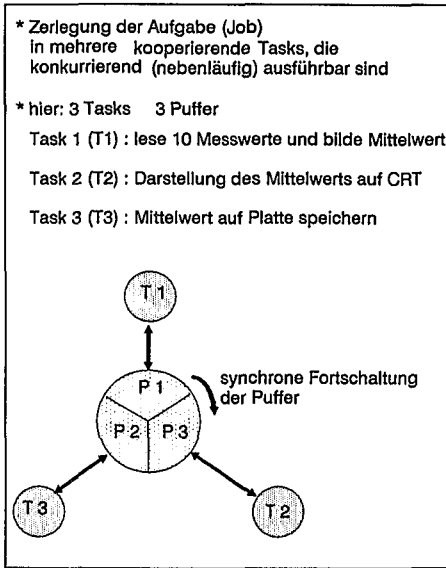 * Zerlegung der Aufgabe (Job)
in mehrere kooperierende Tasks, die
konkurrierend (nebenläufig) ausführbar sind
* hier: 3 Tasks 3 Puffer
Task 1 (T1) : lese 10 Messwerte und bilde Mittelwert
Task 2 (T2) : Darstellung des Mittelwerts auf CRT
Task 3 (T3) : Mittelwert auf Platte speichern
T 1
P 1
synchrone Fortschaltung
der Puffer
P 2
P 3
T 3
T 2